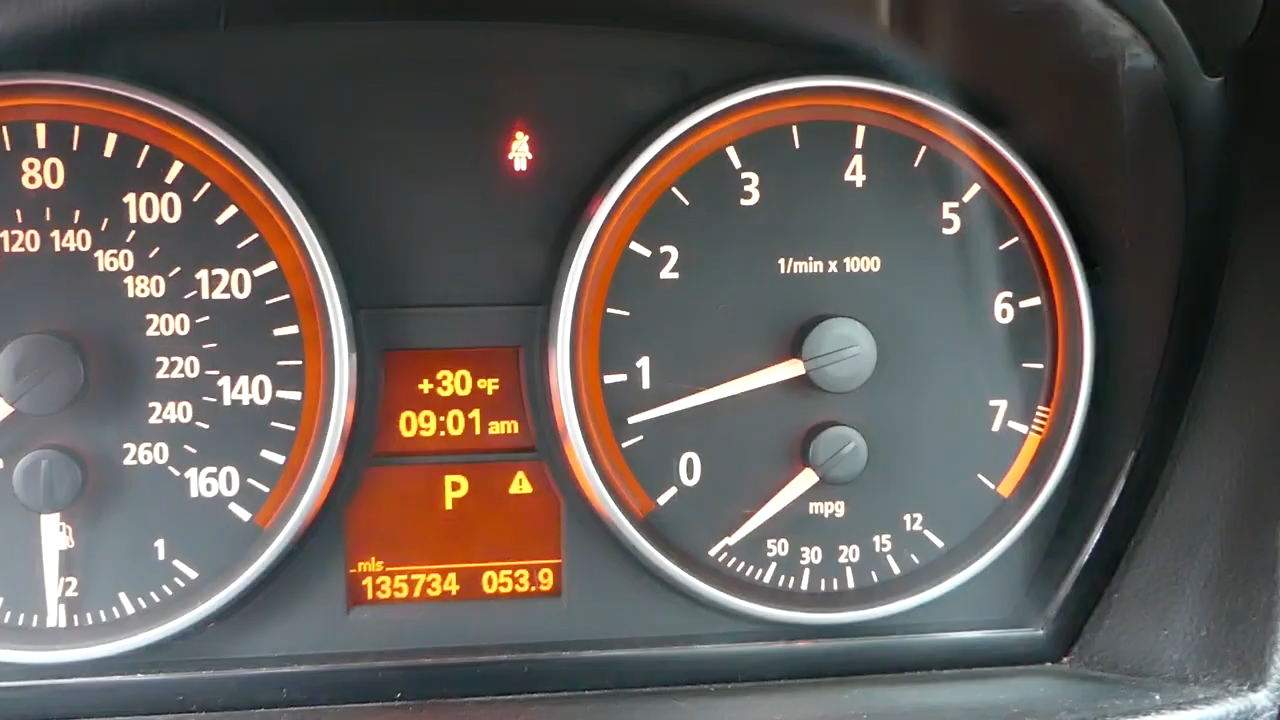 80
100
120
140
160
120 140 160 180 200 220 240 260
1/2
1
+30 °F
09:01 am
P
mls
135734 053.9
0 1 2 3 4 5 6 7
1/min x 1000
mpg
50 30 20 15 12